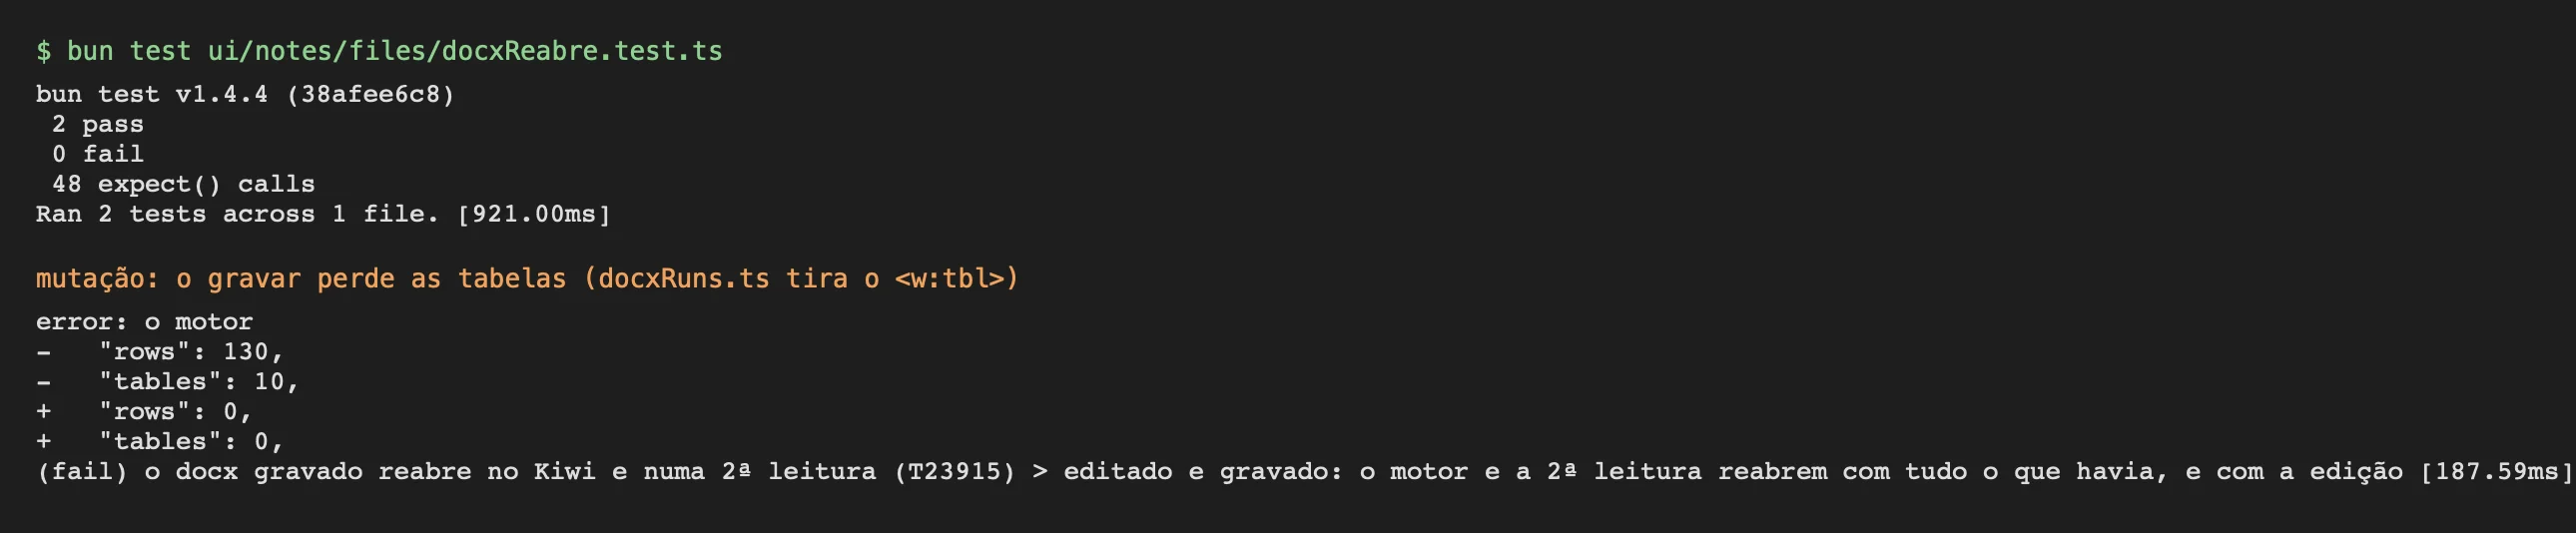 $ bun test ui/notes/files/docxReabre.test.ts
bun test v1.4.4 (38afee6c8)
2 pass
0 fail
48 expect() calls
Ran 2 tests across 1 file. [921.00ms]
mutação: o gravar perde as tabelas (docxRuns.ts tira o <w:tbl>)
error: o motor
-   "rows": 130,
-   "tables": 10,
+   "rows": 0,
+   "tables": 0,
(fail) o docx gravado reabre no Kiwi e numa 2ª leitura (T23915) > editado e gravado: o motor e a 2ª leitura reabrem com tudo o que havia, e com a edição [187.59ms]